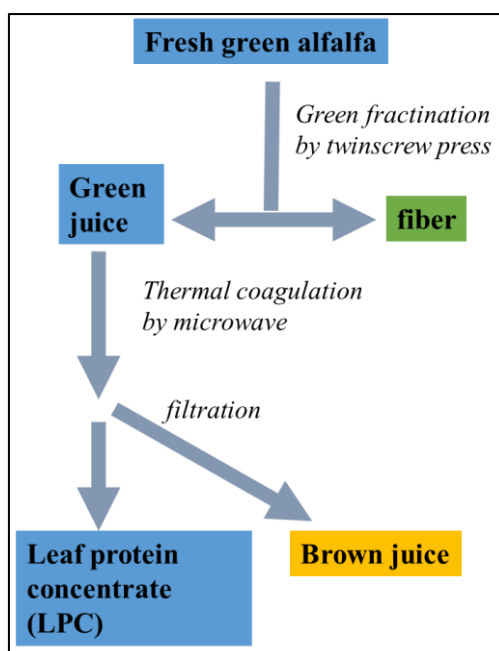 Fresh green alfalfa
Green fractination
by twinscrew press
Green
juice
fiber
Thermal coagulation
by microwave
filtration
Leaf protein
concentrate
(LPC)
Brown juice